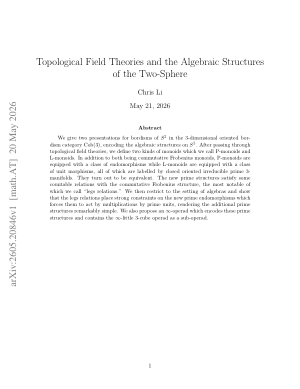 Topological Field Theories and the Algebraic Structures
of the Two-Sphere
Chris Li
May 21, 2026
Abstract
We give two presentations for bordisms of S² in the 3-dimensional oriented bor-
dism category Cob(3), encoding the algebraic structures on S². After passing through
topological field theories, we define two kinds of monoids which we call P-monoids and
L-monoids. In addition to both being commutative Frobenius monoids, P-monoids are
equipped with a class of endomorphisms while L-monoids are equipped with a class
of unit morphisms, all of which are labelled by closed oriented irreducible prime 3-
manifolds. They turn out to be equivalent. The new prime structures satisfy some
countable relations with the commutative Frobenius structure, the most notable of
which we call "legs relations." We then restrict to the setting of algebras and show
that the legs relations place strong constraints on the new prime endomorphisms which
forces them to act by multiplications by prime units, rendering the additional prime
structures remarkably simple. We also propose an ∞-operad which encodes these prime
structures and contains the ∞-little 3-cube operad as a sub-operad.
arXiv:2605.20846v1 [math.AT] 20 May 2026
1